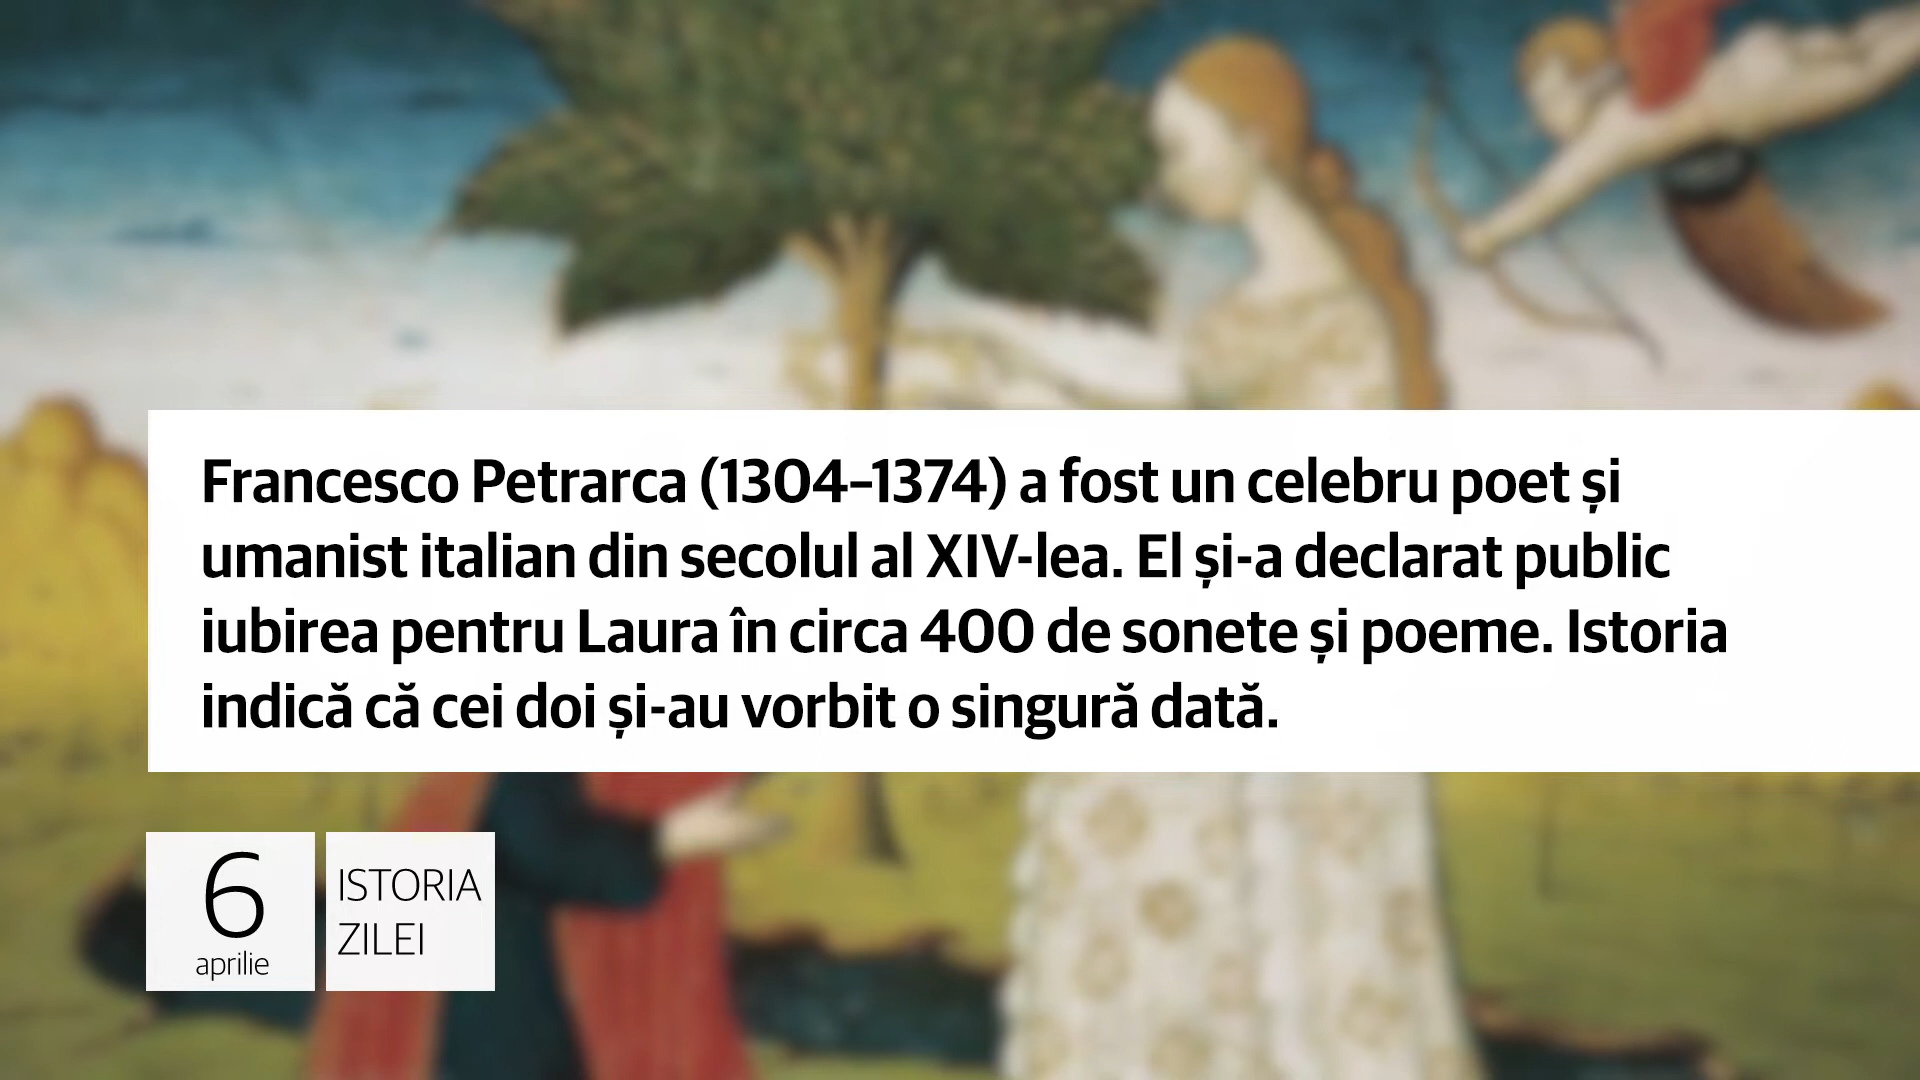 Francesco Petrarca (1304–1374) a fost un celebru poet și
umanist italian din secolul al XIV-lea. El și-a declarat public
iubirea pentru Laura în circa 400 de sonete și poeme. Istoria
indică că cei doi și-au vorbit o singură dată.
6
aprilie
ISTORIA
ZILEI